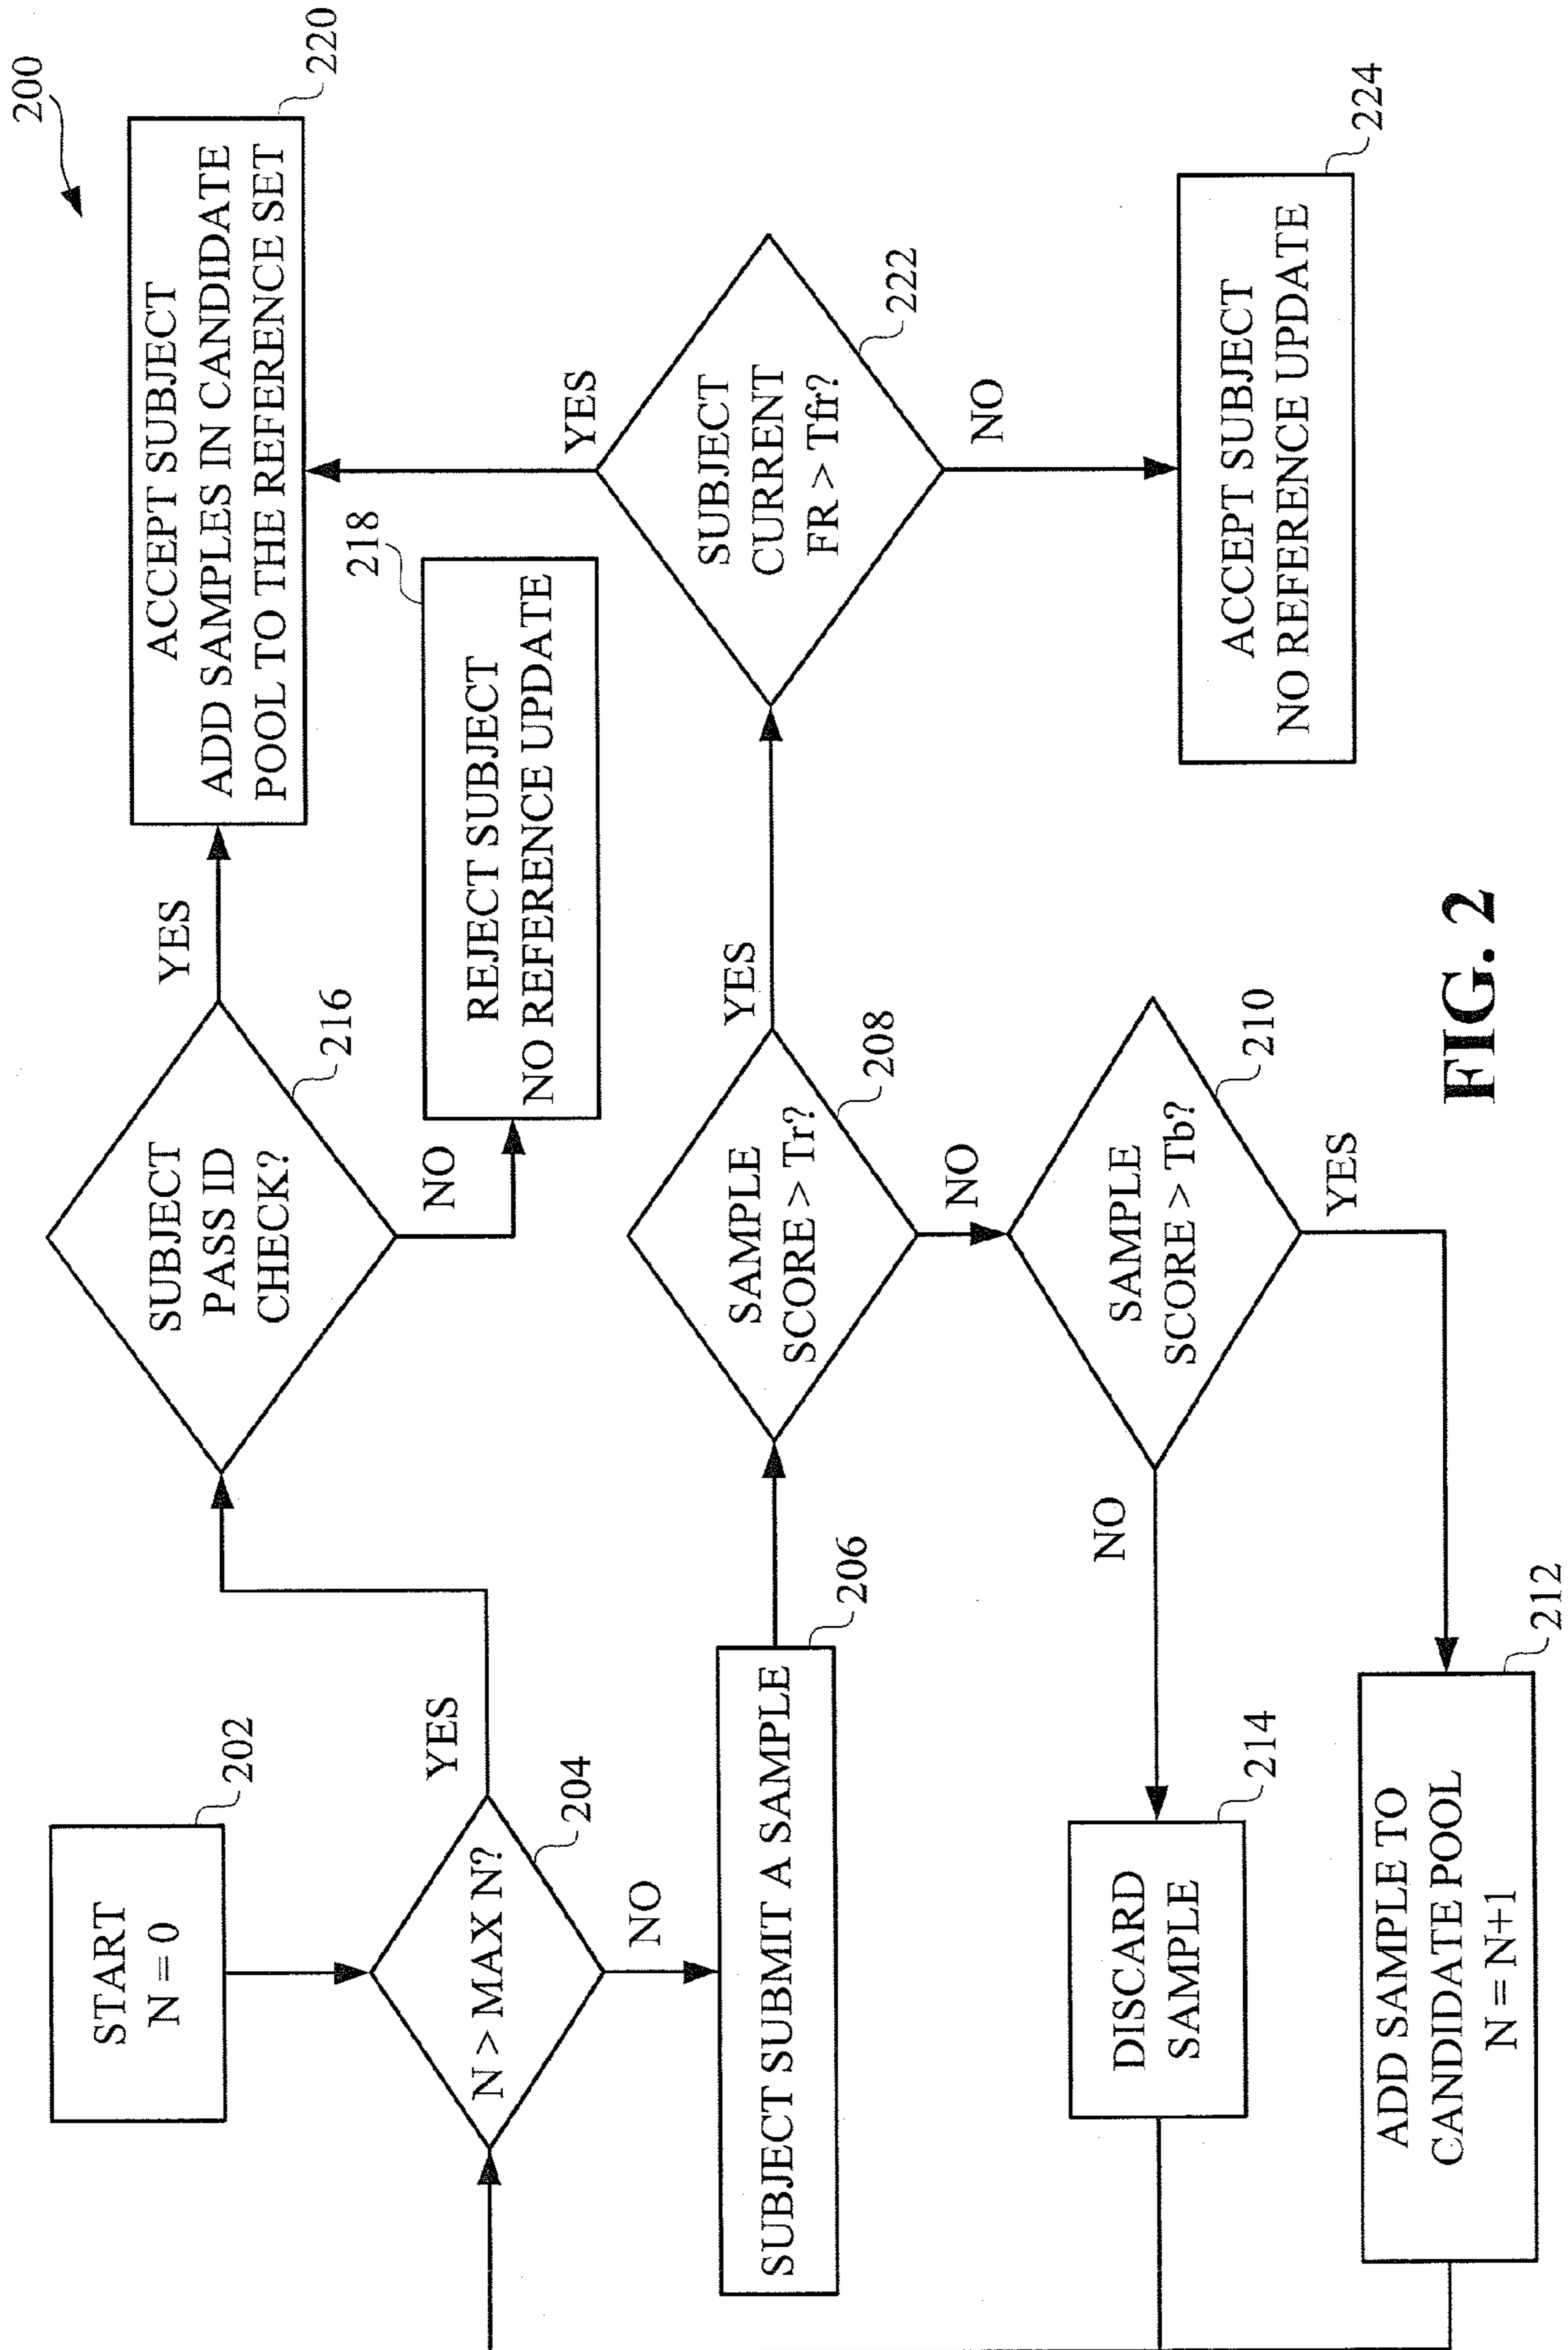 200
START
N = 0
202
N > MAX N?
204
YES
NO
SUBJECT
PASS ID
CHECK?
216
YES
NO
ACCEPT SUBJECT
ADD SAMPLES IN CANDIDATE
POOL TO THE REFERENCE SET
220
REJECT SUBJECT
NO REFERENCE UPDATE
218
SUBJECT SUBMIT A SAMPLE
206
SAMPLE
SCORE > Tr?
208
YES
NO
SUBJECT
CURRENT
FR > Tfr?
222
YES
NO
SAMPLE
SCORE > Tb?
210
NO
YES
DISCARD
SAMPLE
214
ADD SAMPLE TO
CANDIDATE POOL
N = N+1
212
ACCEPT SUBJECT
NO REFERENCE UPDATE
224
FIG. 2